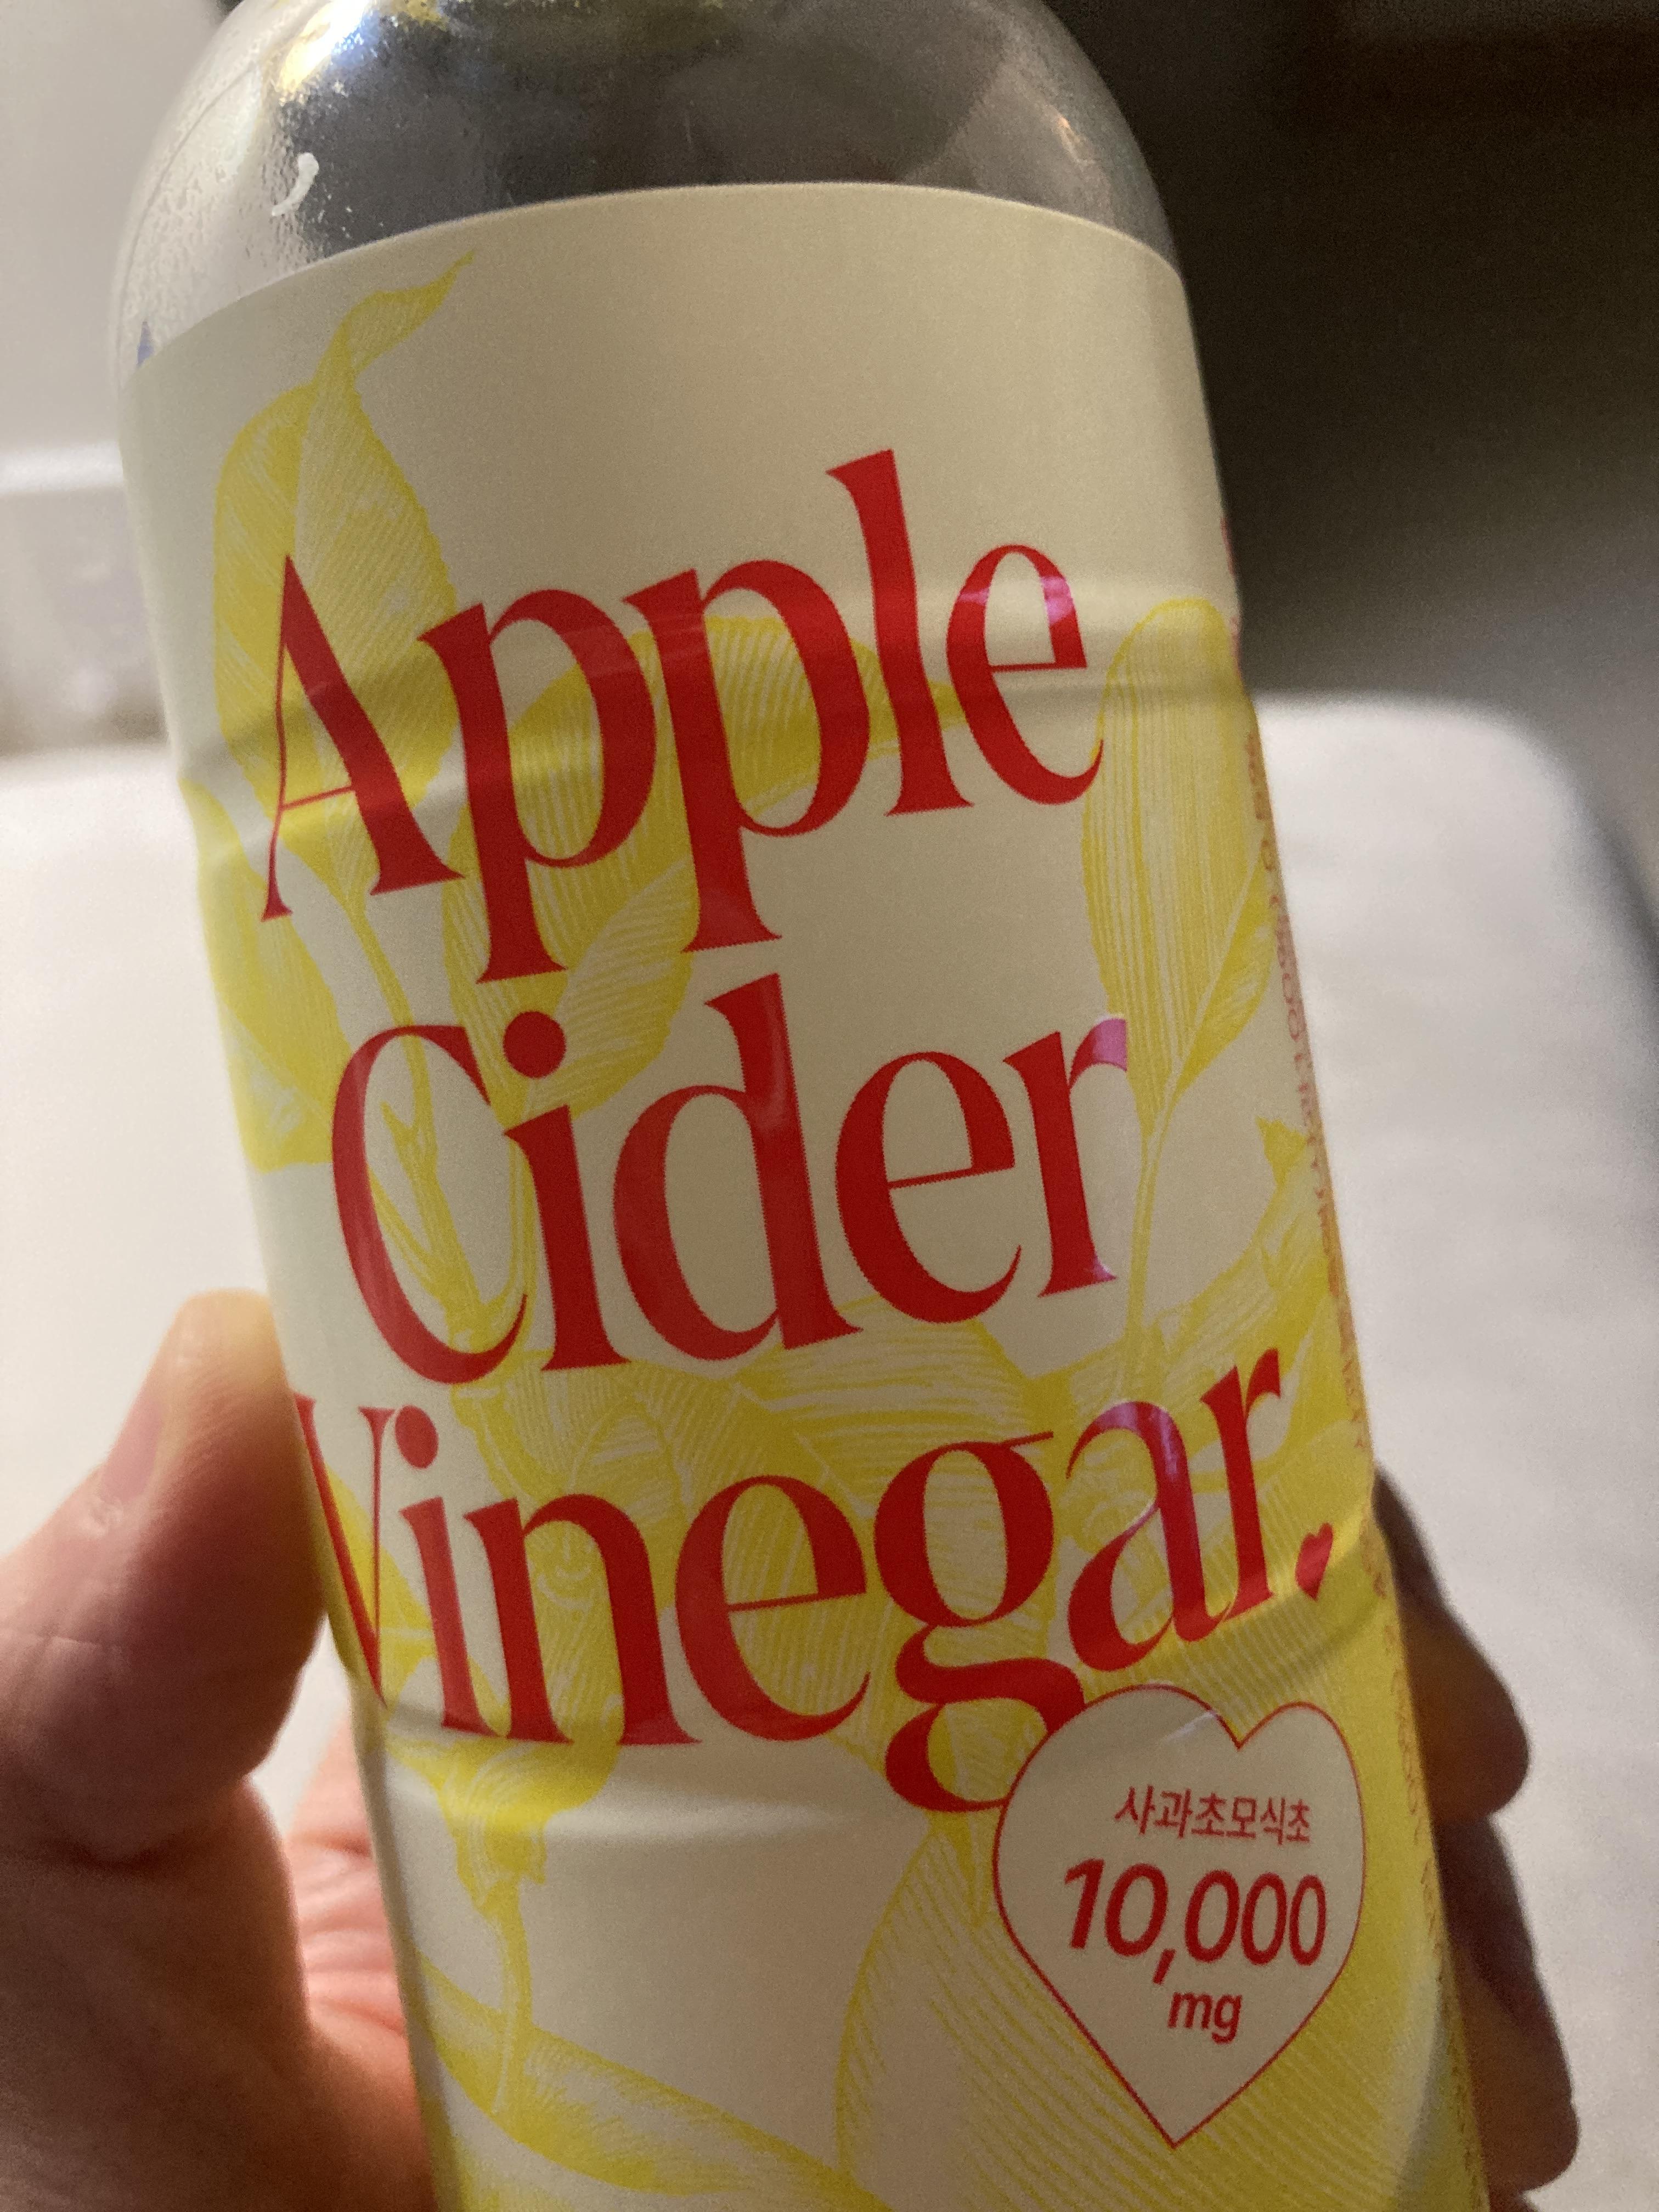 Apple
Cider
Vinegar.
사과초모식초
10,000
mg